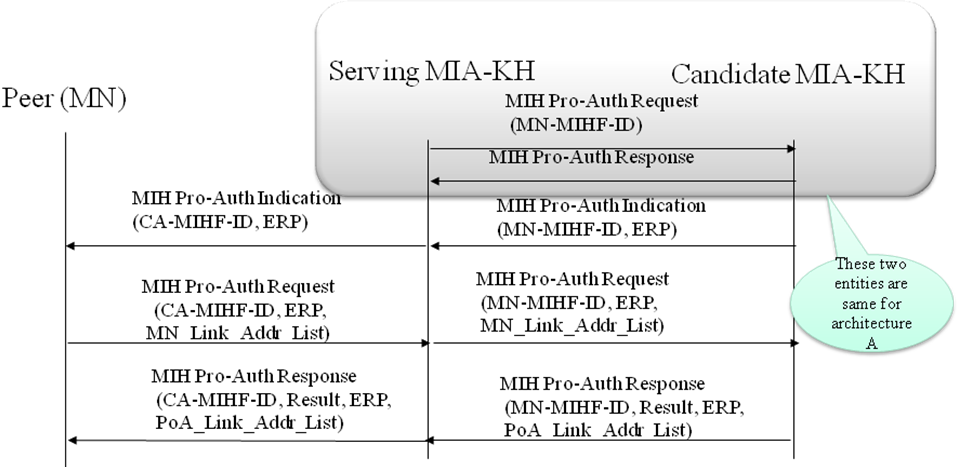 Serving MIA-KH
Candidate MIA-KH
Peer (MN)
MIH Pro-Auth Request
(MN-MIHF-ID)
MIH Pro-Auth Response
MIH Pro-Auth Indication
(CA-MIHF-ID, ERP)
MIH Pro-Auth Indication
(MN-MIHF-ID, ERP)
MIH Pro-Auth Request
(CA-MIHF-ID, ERP,
MN_Link_Addr_List)
MIH Pro-Auth Request
(MN-MIHF-ID, ERP,
MN_Link_Addr_List)
These two
entities are
same for
architecture
A
MIH Pro-Auth Response
(CA-MIHF-ID, Result, ERP,
PoA_Link_Addr_List)
MIH Pro-Auth Response
(MN-MIHF-ID, Result, ERP,
PoA_Link_Addr_List)